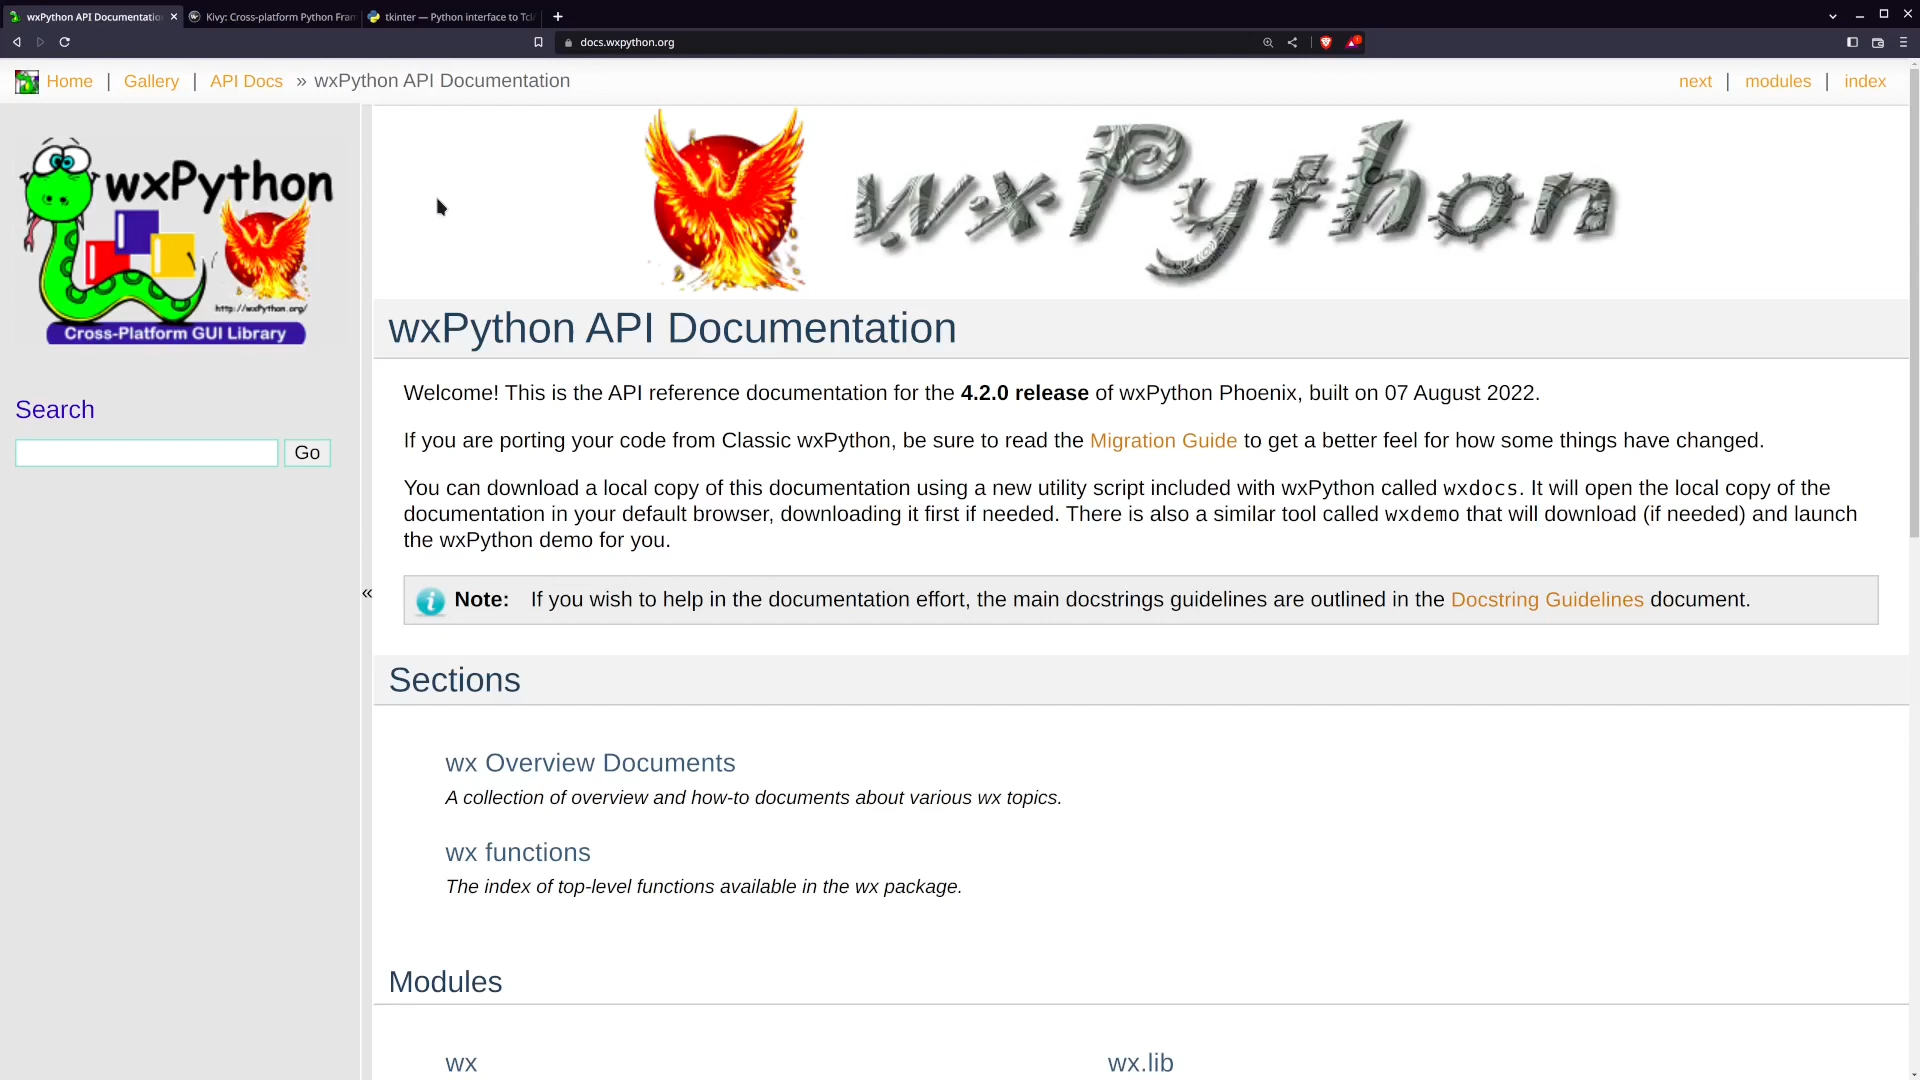 wxPython API Documentatio
Kivy: Cross-platform Python Fram
tkinter — Python interface to Tcl/
docs.wxpython.org
Home | Gallery | API Docs » wxPython API Documentation
next | modules | index
wxPython
http://wxPython.org/
Cross-Platform GUI Library
Search
Go
«
wxPython
wxPython API Documentation
Welcome! This is the API reference documentation for the 4.2.0 release of wxPython Phoenix, built on 07 August 2022.
If you are porting your code from Classic wxPython, be sure to read the Migration Guide to get a better feel for how some things have changed.
You can download a local copy of this documentation using a new utility script included with wxPython called wxdocs. It will open the local copy of the
documentation in your default browser, downloading it first if needed. There is also a similar tool called wxdemo that will download (if needed) and launch
the wxPython demo for you.
Note: If you wish to help in the documentation effort, the main docstrings guidelines are outlined in the Docstring Guidelines document.
Sections
wx Overview Documents
A collection of overview and how-to documents about various wx topics.
wx functions
The index of top-level functions available in the wx package.
Modules
wx
wx.lib